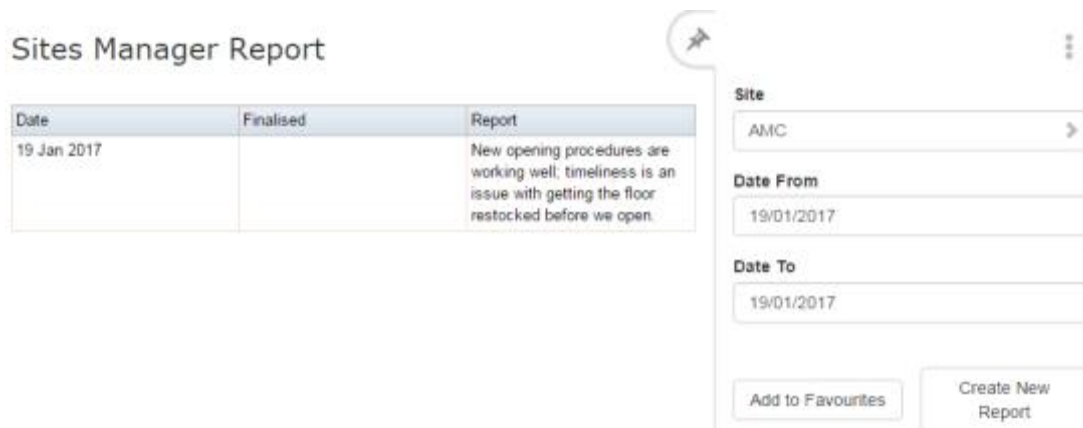 Sites Manager Report
Date Finalised Report
19 Jan 2017 New opening procedures are
working well; timeliness is an
issue with getting the floor
restocked before we open.
Site
AMC
Date From
19/01/2017
Date To
19/01/2017
Add to Favourites
Create New
Report